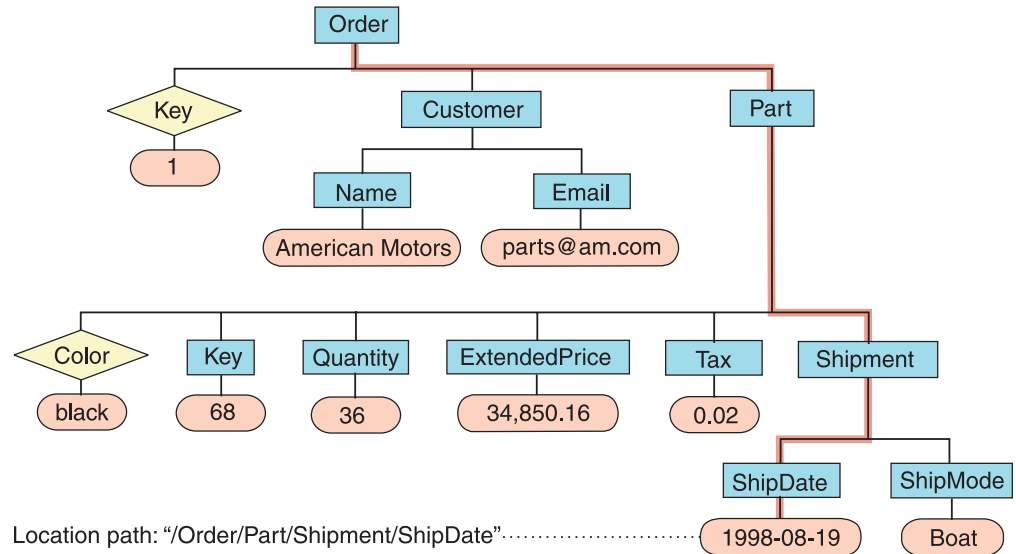 Order
Key
Customer
Part
1
Name
Email
American Motors
parts@am.com
Color
Key
Quantity
ExtendedPrice
Tax
Shipment
black
68
36
34,850.16
0.02
ShipDate
ShipMode
Location path: “/Order/Part/Shipment/ShipDate”
1998-08-19
Boat